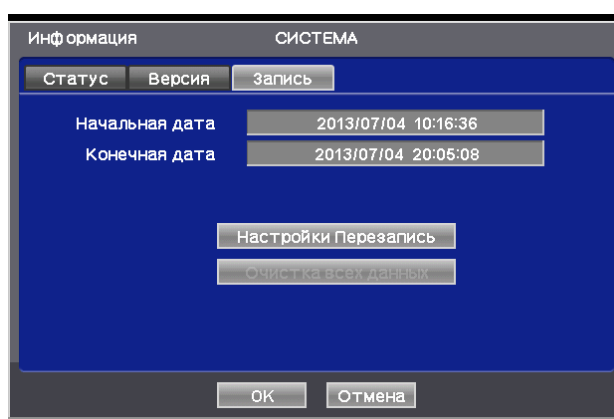 Информация СИСТЕМА
Статус Версия Запись
Начальная дата 2013/07/04 10:16:36
Конечная дата 2013/07/04 20:05:08
Настройки Перезапись
Очистка всех данных
OK Отмена